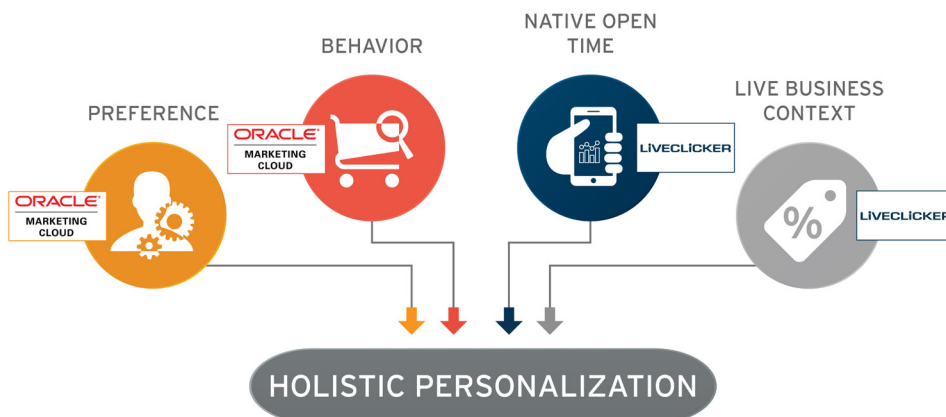 NATIVE OPEN
TIME
BEHAVIOR
LIVE BUSINESS
CONTEXT
PREFERENCE
ORACLE
MARKETING
CLOUD
LiVECLiCKER
ORACLE
MARKETING
CLOUD
%
LiVECLiCKER
HOLISTIC PERSONALIZATION